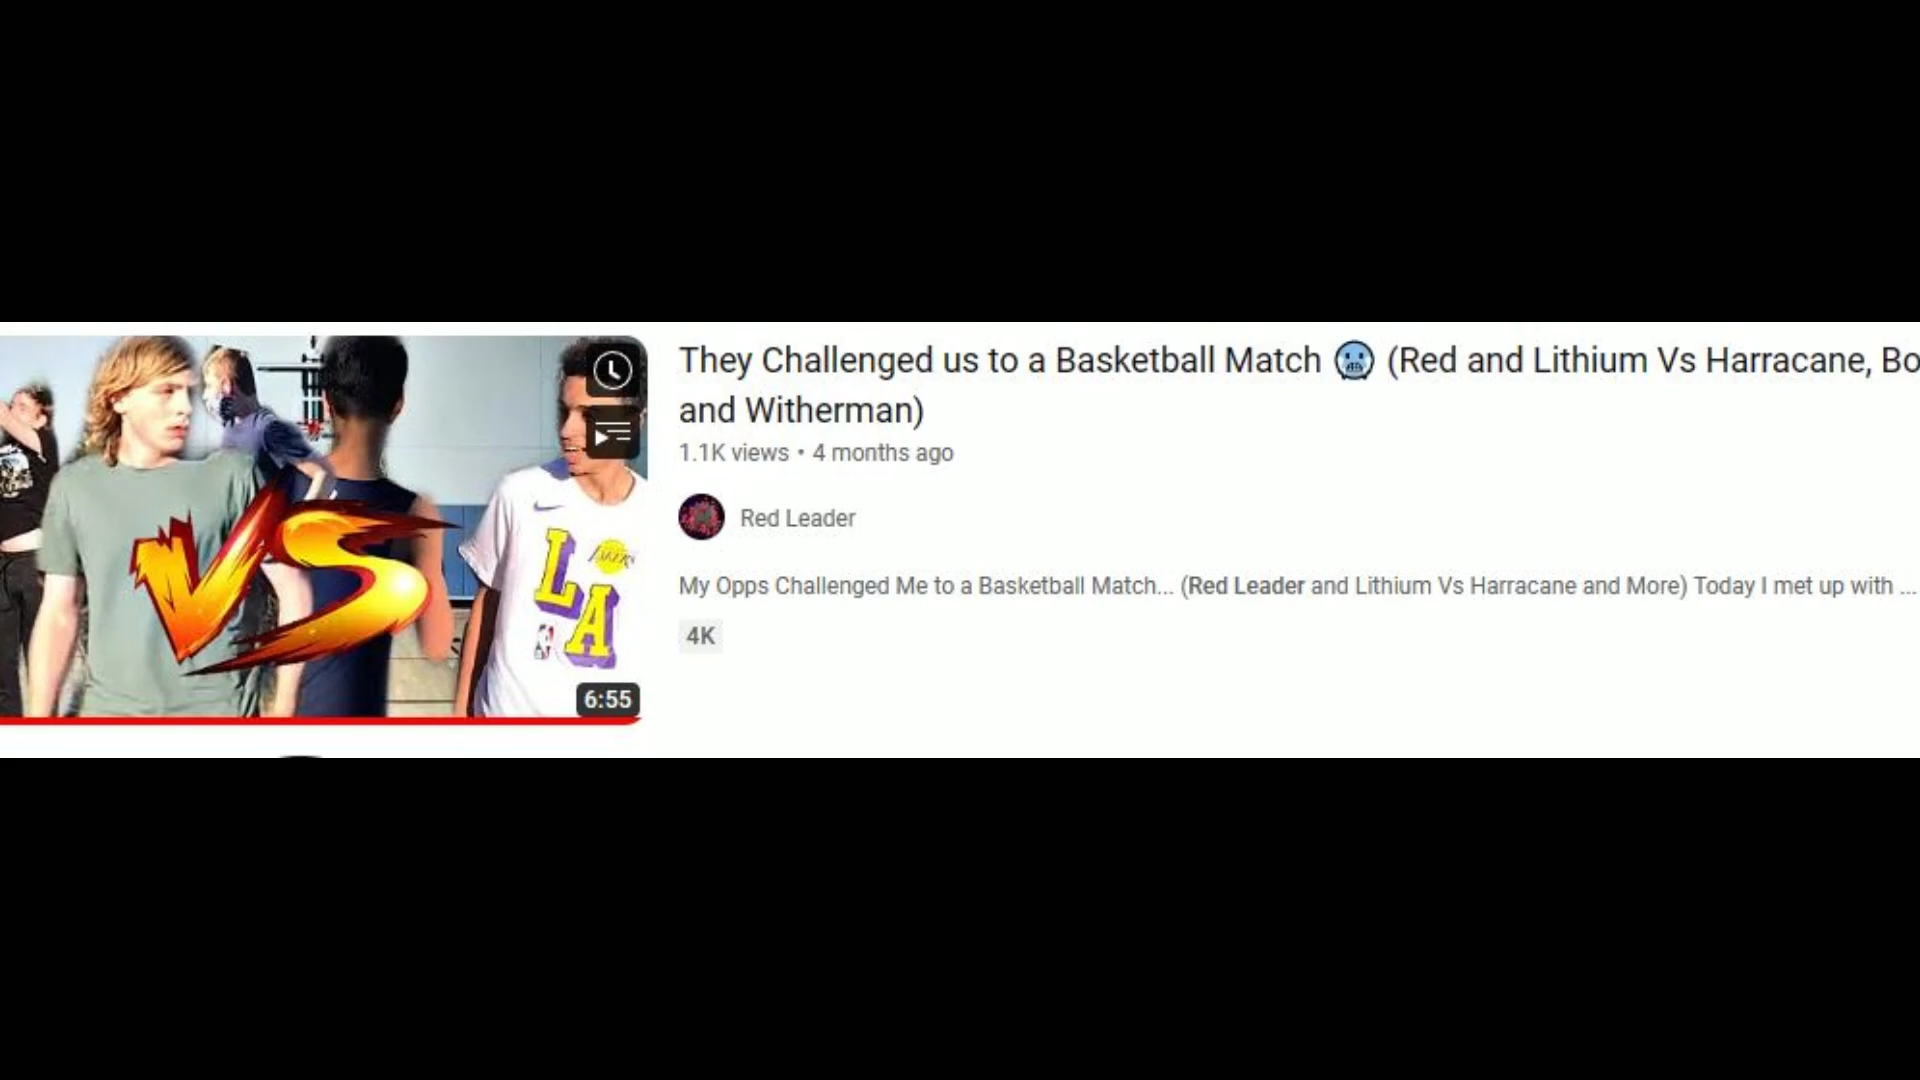 They Challenged us to a Basketball Match 🥶 (Red and Lithium Vs Harracane, Bo
and Witherman)
1.1K views • 4 months ago
Red Leader
My Opps Challenged Me to a Basketball Match... (Red Leader and Lithium Vs Harracane and More) Today I met up with ...
4K
VS
LAKERS
LA
6:55